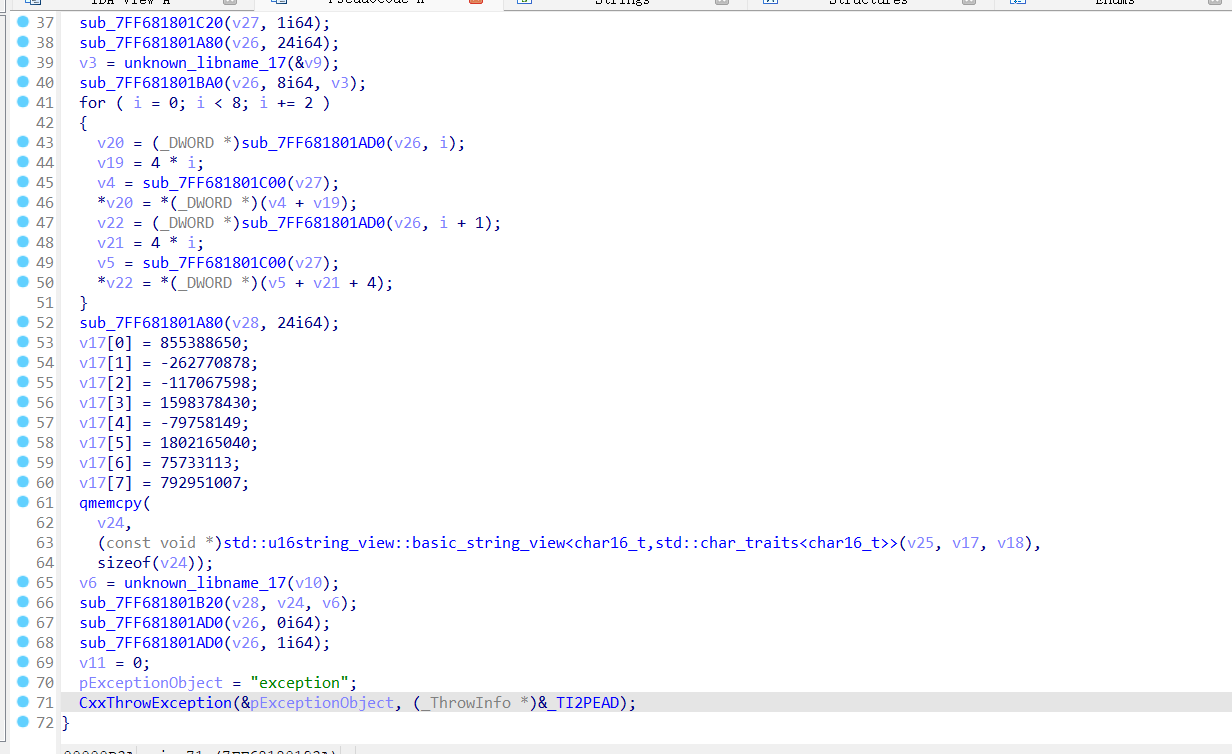 IDA View-A Pseudocode-A Strings Structures Enums
37 sub_7FF681801C20(v27, 1i64);
38 sub_7FF681801A80(v26, 24i64);
39 v3 = unknown_libname_17(&v9);
40 sub_7FF681801BA0(v26, 8i64, v3);
41 for ( i = 0; i < 8; i += 2 )
42 {
43 v20 = (_DWORD *)sub_7FF681801AD0(v26, i);
44 v19 = 4 * i;
45 v4 = sub_7FF681801C00(v27);
46 *v20 = *(_DWORD *)(v4 + v19);
47 v22 = (_DWORD *)sub_7FF681801AD0(v26, i + 1);
48 v21 = 4 * i;
49 v5 = sub_7FF681801C00(v27);
50 *v22 = *(_DWORD *)(v5 + v21 + 4);
51 }
52 sub_7FF681801A80(v28, 24i64);
53 v17[0] = 855388650;
54 v17[1] = -262770878;
55 v17[2] = -117067598;
56 v17[3] = 1598378430;
57 v17[4] = -79758149;
58 v17[5] = 1802165040;
59 v17[6] = 75733113;
60 v17[7] = 792951007;
61 qmemcpy(
62 v24,
63 (const void *)std::u16string_view::basic_string_view<char16_t,std::char_traits<char16_t>>(v25, v17, v18),
64 sizeof(v24));
65 v6 = unknown_libname_17(v10);
66 sub_7FF681801B20(v28, v24, v6);
67 sub_7FF681801AD0(v26, 0i64);
68 sub_7FF681801AD0(v26, 1i64);
69 v11 = 0;
70 pExceptionObject = "exception";
71 CxxThrowException(&pExceptionObject, (_ThrowInfo *)&_TI2PEAD);
72 }